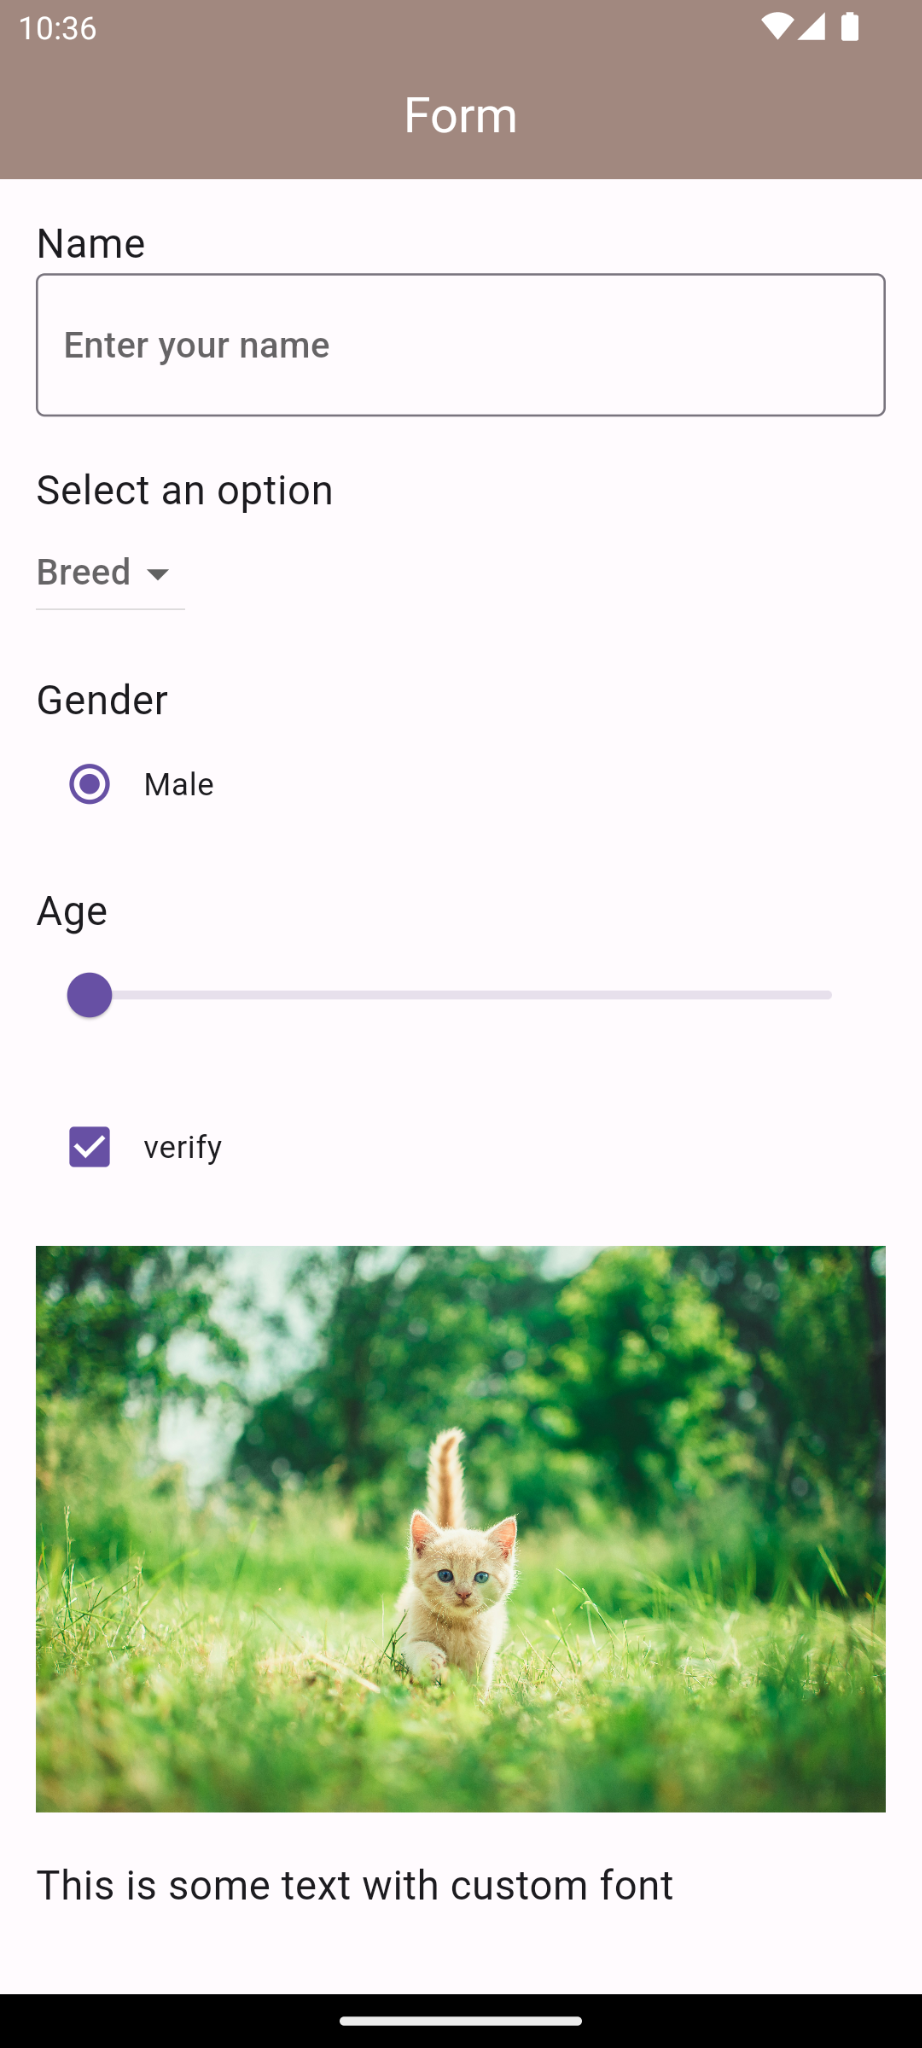 10:36
Form
Name
Enter your name
Select an option
Breed
Gender
Male
Age
verify
This is some text with custom font